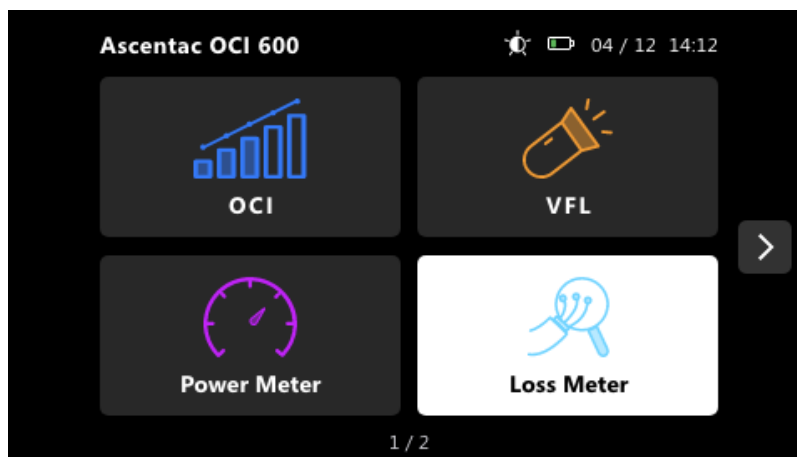 Ascentac OCI 600 04 / 12 14:12
OCI VFL
Power Meter Loss Meter
1 / 2